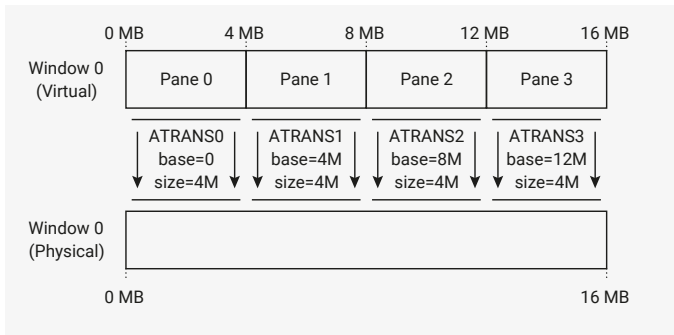 0 MB 4 MB 8 MB 12 MB 16 MB
Window 0
(Virtual)
Pane 0 Pane 1 Pane 2 Pane 3
ATRANS0 ATRANS1 ATRANS2 ATRANS3
base=0 base=4M base=8M base=12M
size=4M size=4M size=4M size=4M
Window 0
(Physical)
0 MB 16 MB